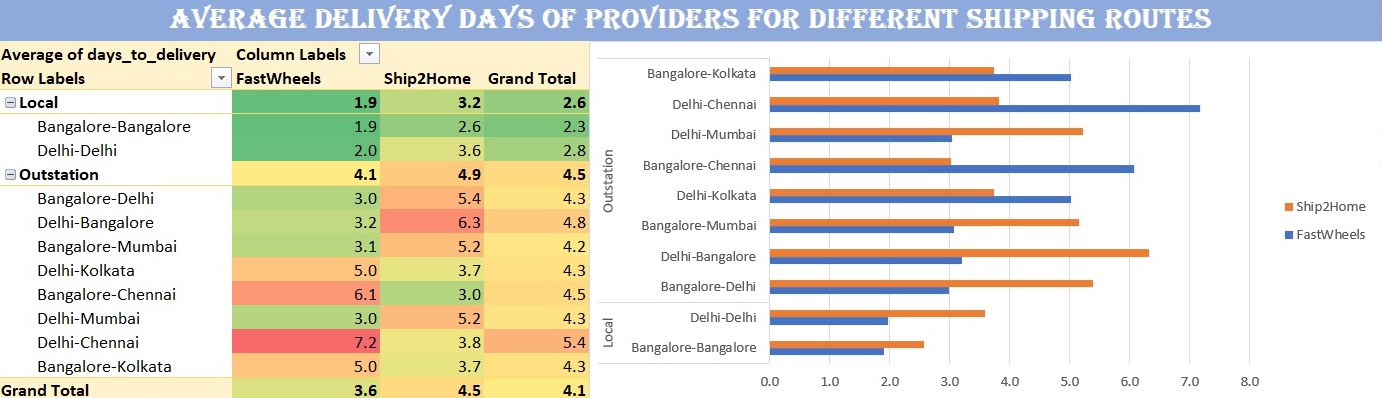 AVERAGE DELIVERY DAYS OF PROVIDERS FOR DIFFERENT SHIPPING ROUTES
Average of days_to_delivery Column Labels
Row Labels FastWheels Ship2Home Grand Total
Local 1.9 3.2 2.6
Bangalore-Bangalore 1.9 2.6 2.3
Delhi-Delhi 2.0 3.6 2.8
Outstation 4.1 4.9 4.5
Bangalore-Delhi 3.0 5.4 4.3
Delhi-Bangalore 3.2 6.3 4.8
Bangalore-Mumbai 3.1 5.2 4.2
Delhi-Kolkata 5.0 3.7 4.3
Bangalore-Chennai 6.1 3.0 4.5
Delhi-Mumbai 3.0 5.2 4.3
Delhi-Chennai 7.2 3.8 5.4
Bangalore-Kolkata 5.0 3.7 4.3
Grand Total 3.6 4.5 4.1
Outstation
Bangalore-Kolkata
Delhi-Chennai
Delhi-Mumbai
Bangalore-Chennai
Delhi-Kolkata
Bangalore-Mumbai
Delhi-Bangalore
Bangalore-Delhi
Local
Delhi-Delhi
Bangalore-Bangalore
0.0 1.0 2.0 3.0 4.0 5.0 6.0 7.0 8.0
Ship2Home
FastWheels